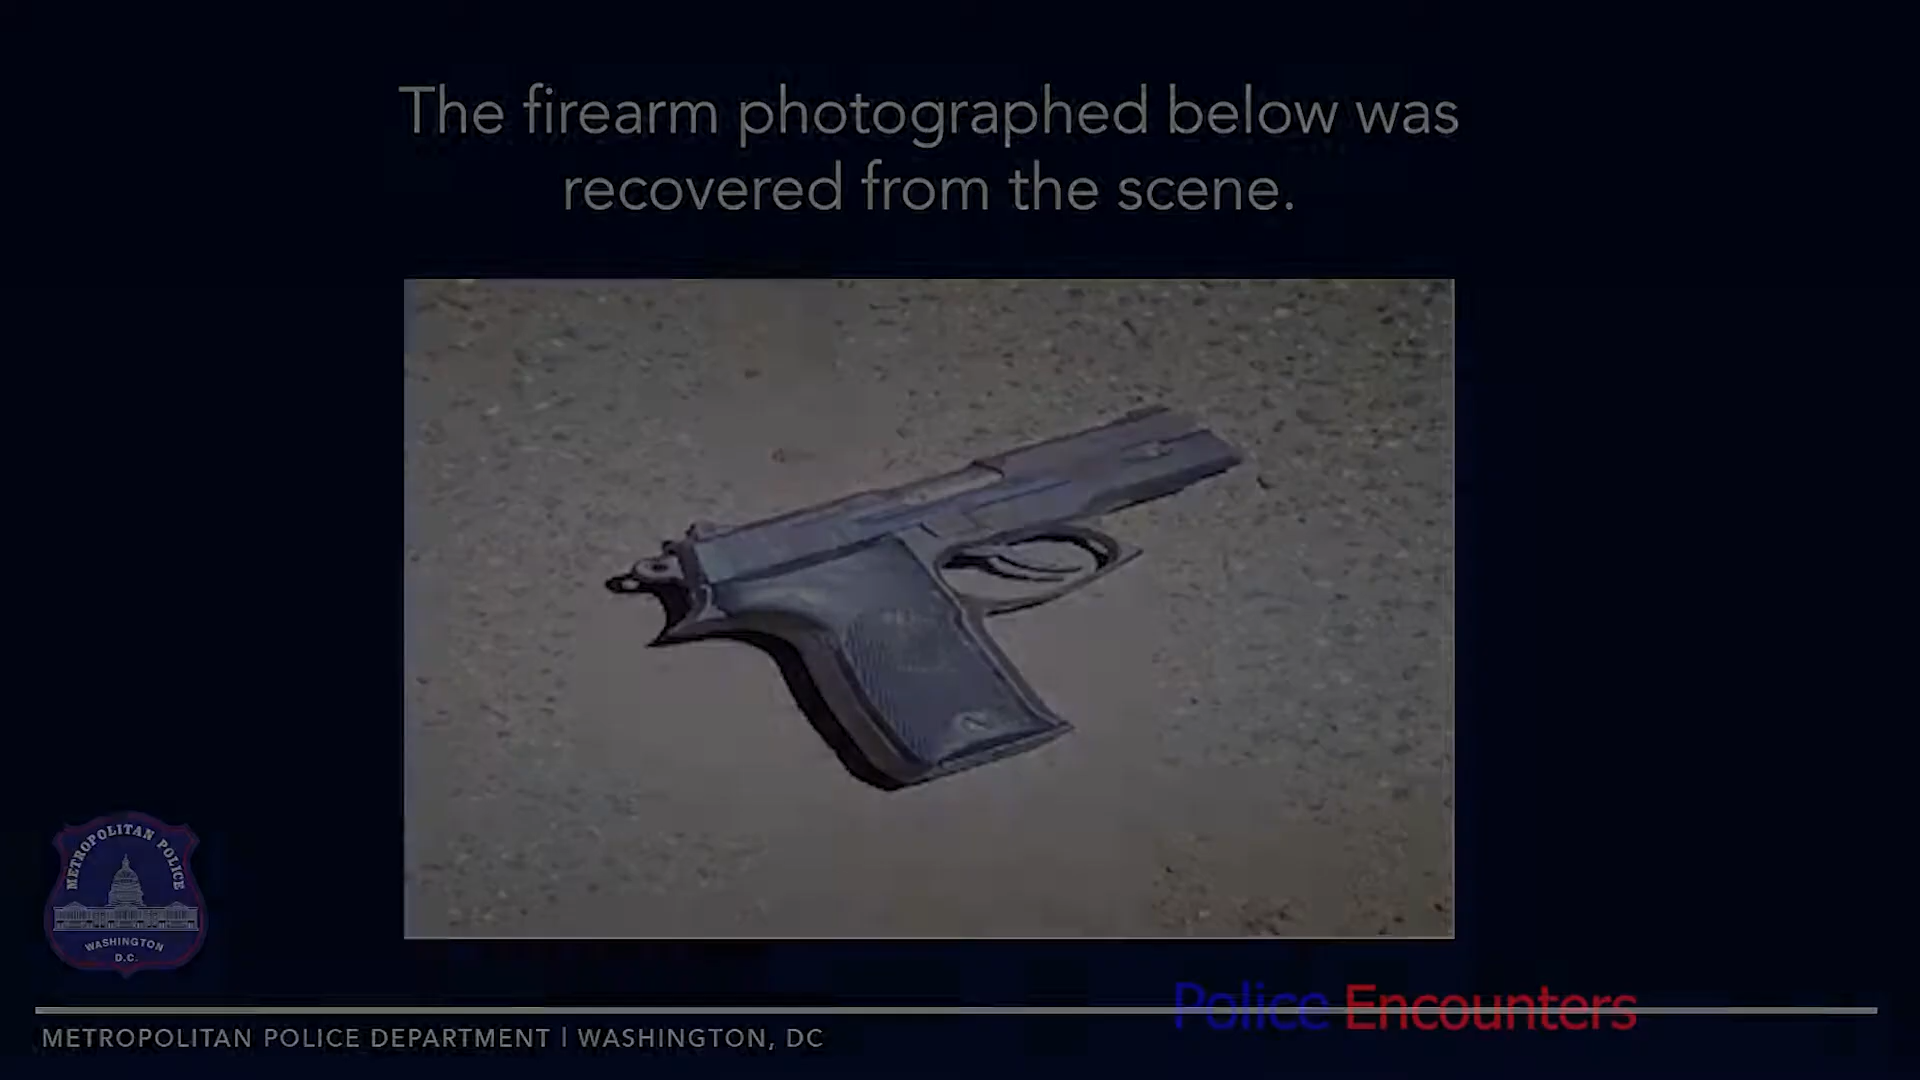 The firearm photographed below was
recovered from the scene.
METROPOLITAN POLICE
WASHINGTON
D.C.
Police Encounters
METROPOLITAN POLICE DEPARTMENT | WASHINGTON, DC